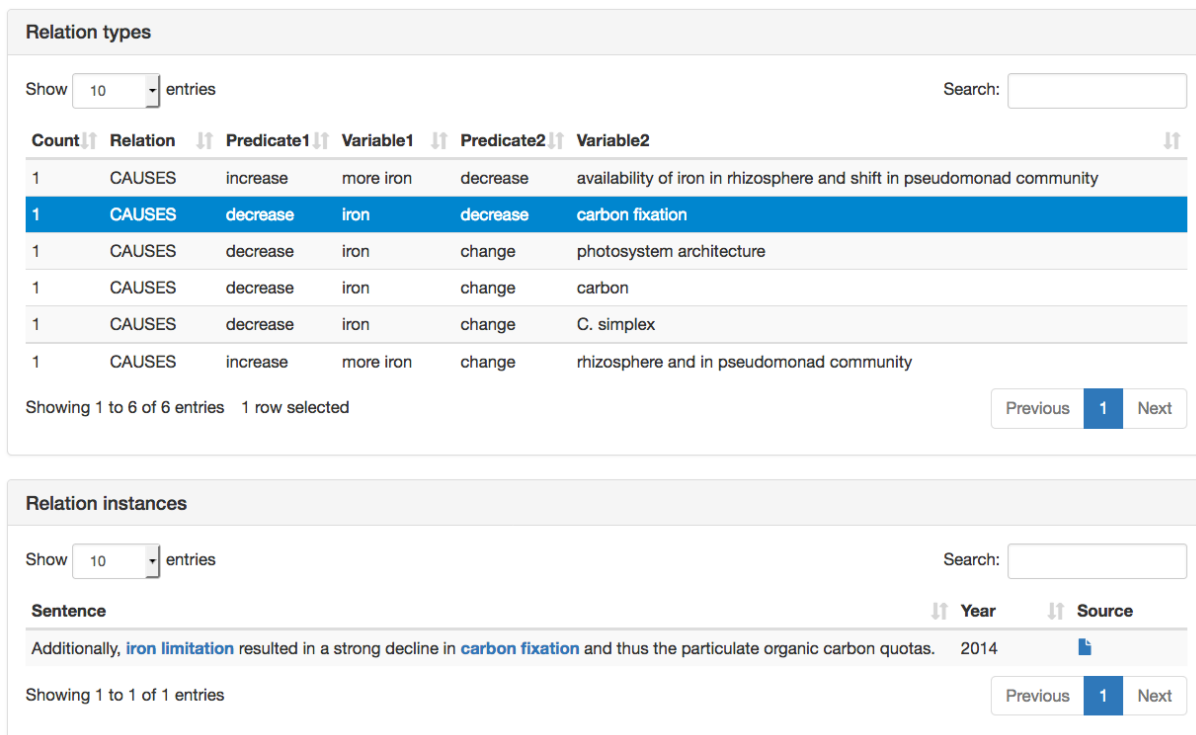 Relation types
Show 10 entries Search:
Count Relation Predicate1 Variable1 Predicate2 Variable2
1 CAUSES increase more iron decrease availability of iron in rhizosphere and shift in pseudomonad community
1 CAUSES decrease iron decrease carbon fixation
1 CAUSES decrease iron change photosystem architecture
1 CAUSES decrease iron change carbon
1 CAUSES decrease iron change C. simplex
1 CAUSES increase more iron change rhizosphere and in pseudomonad community
Showing 1 to 6 of 6 entries 1 row selected Previous 1 Next
Relation instances
Show 10 entries Search:
Sentence Year Source
Additionally, iron limitation resulted in a strong decline in carbon fixation and thus the particulate organic carbon quotas. 2014
Showing 1 to 1 of 1 entries Previous 1 Next